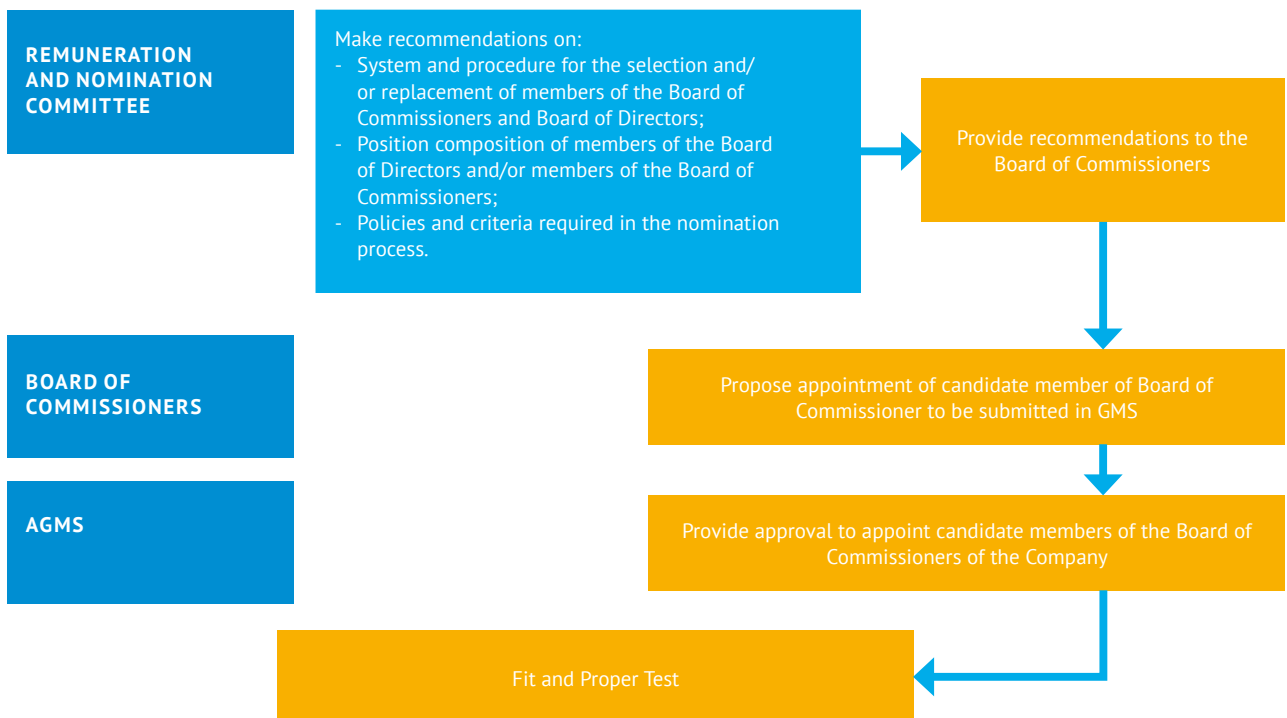 REMUNERATION
AND NOMINATION
COMMITTEE
Make recommendations on:
- System and procedure for the selection and/
or replacement of members of the Board of
Commissioners and Board of Directors;
- Position composition of members of the Board
of Directors and/or members of the Board of
Commissioners;
- Policies and criteria required in the nomination
process.
Provide recommendations to the
Board of Commissioners
BOARD OF
COMMISSIONERS
Propose appointment of candidate member of Board of
Commissioner to be submitted in GMS
AGMS
Provide approval to appoint candidate members of the Board of
Commissioners of the Company
Fit and Proper Test